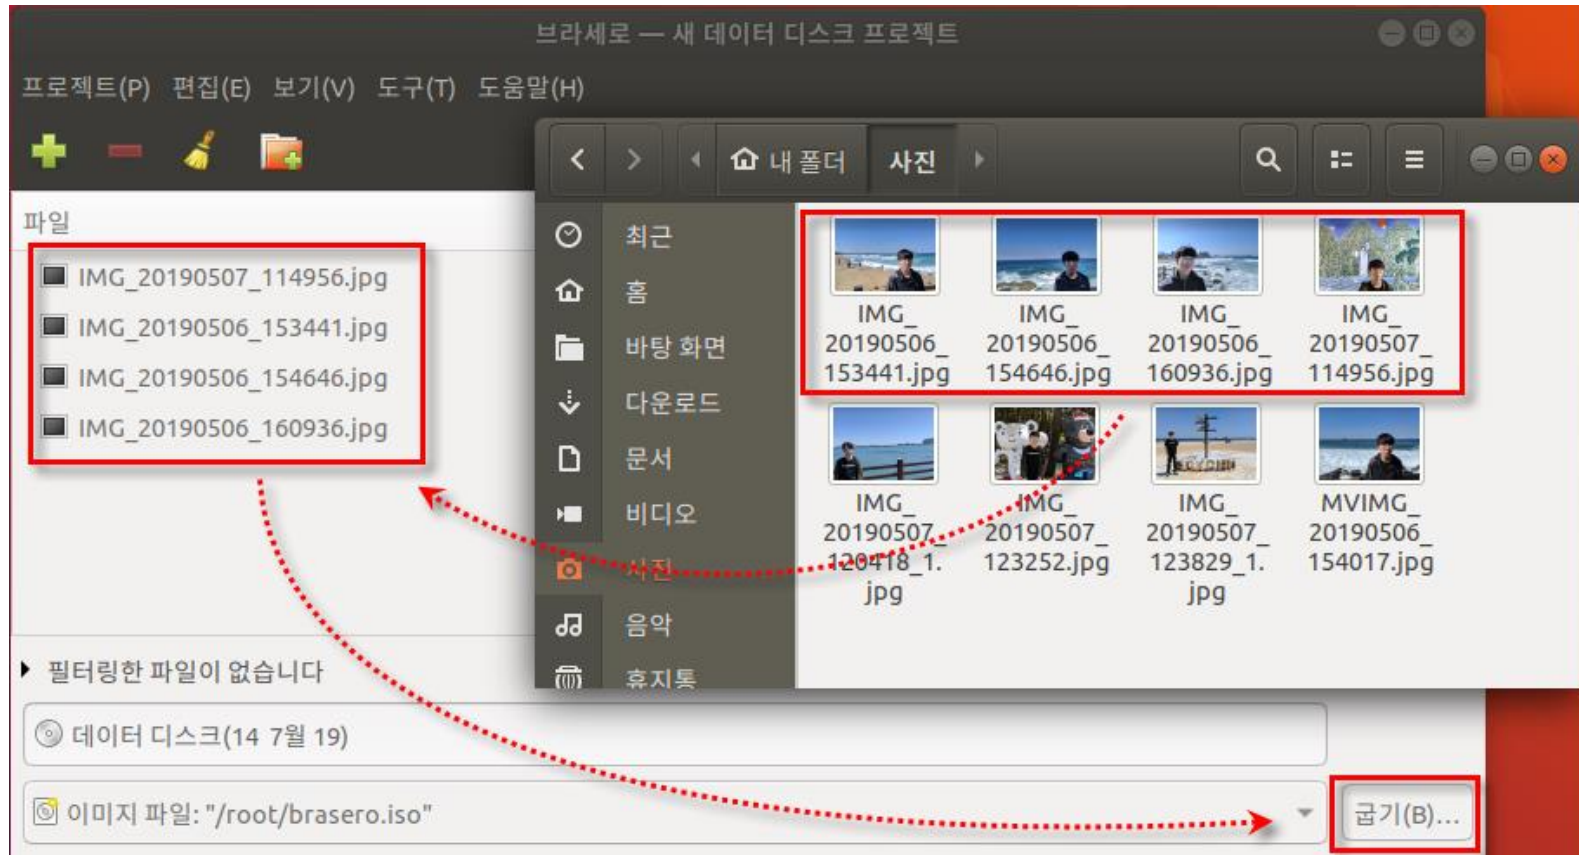 브라세로 — 새 데이터 디스크 프로젝트
프로젝트(P) 편집(E) 보기(V) 도구(T) 도움말(H)
파일
IMG_20190507_114956.jpg
IMG_20190506_153441.jpg
IMG_20190506_154646.jpg
IMG_20190506_160936.jpg
필터링한 파일이 없습니다
데이터 디스크(14 7월 19)
이미지 파일: "/root/brasero.iso"
굽기(B)...
내 폴더 사진
최근
홈
바탕 화면
다운로드
문서
비디오
사진
음악
휴지통
IMG_
20190506_
153441.jpg
IMG_
20190506_
154646.jpg
IMG_
20190506_
160936.jpg
IMG_
20190507_
114956.jpg
IMG_
20190507_
120418_1.
jpg
IMG_
20190507_
123252.jpg
IMG_
20190507_
123829_1.
jpg
MVIMG_
20190506_
154017.jpg